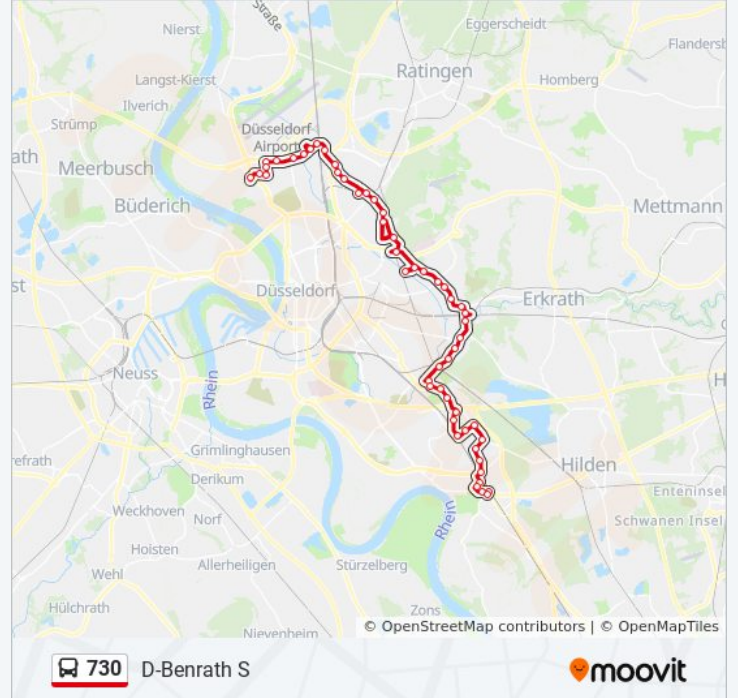 Straße
Nierst
Eggerscheidt
Flandersb
Ratingen
Langst-Kierst
Homberg
Ilverich
Strümp
Düsseldorf
Airport
ath
Meerbusch
Büderich
Mettmann
st
Düsseldorf
Erkrath
Neuss
H
Rhein
Grimlinghausen
refrath
Derikum
Hilden
Enteninsel
Weckhoven
Norf
Rhein
Schwanen Insel
Hoisten
Allerheiligen
Stürzelberg
Wehl
Hülchrath
Zons
Nievenheim
© OpenStreetMap contributors | © OpenMapTiles
730 D-Benrath S
moovit